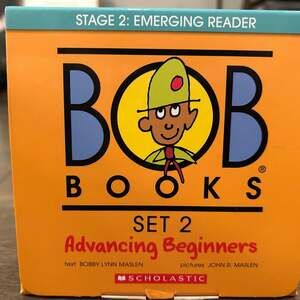 STAGE 2: EMERGING READER
BOB®
BOOKS
SET 2
Advancing Beginners
text BOBBY LYNN MASLEN pictures JOHN R. MASLEN
SCHOLASTIC